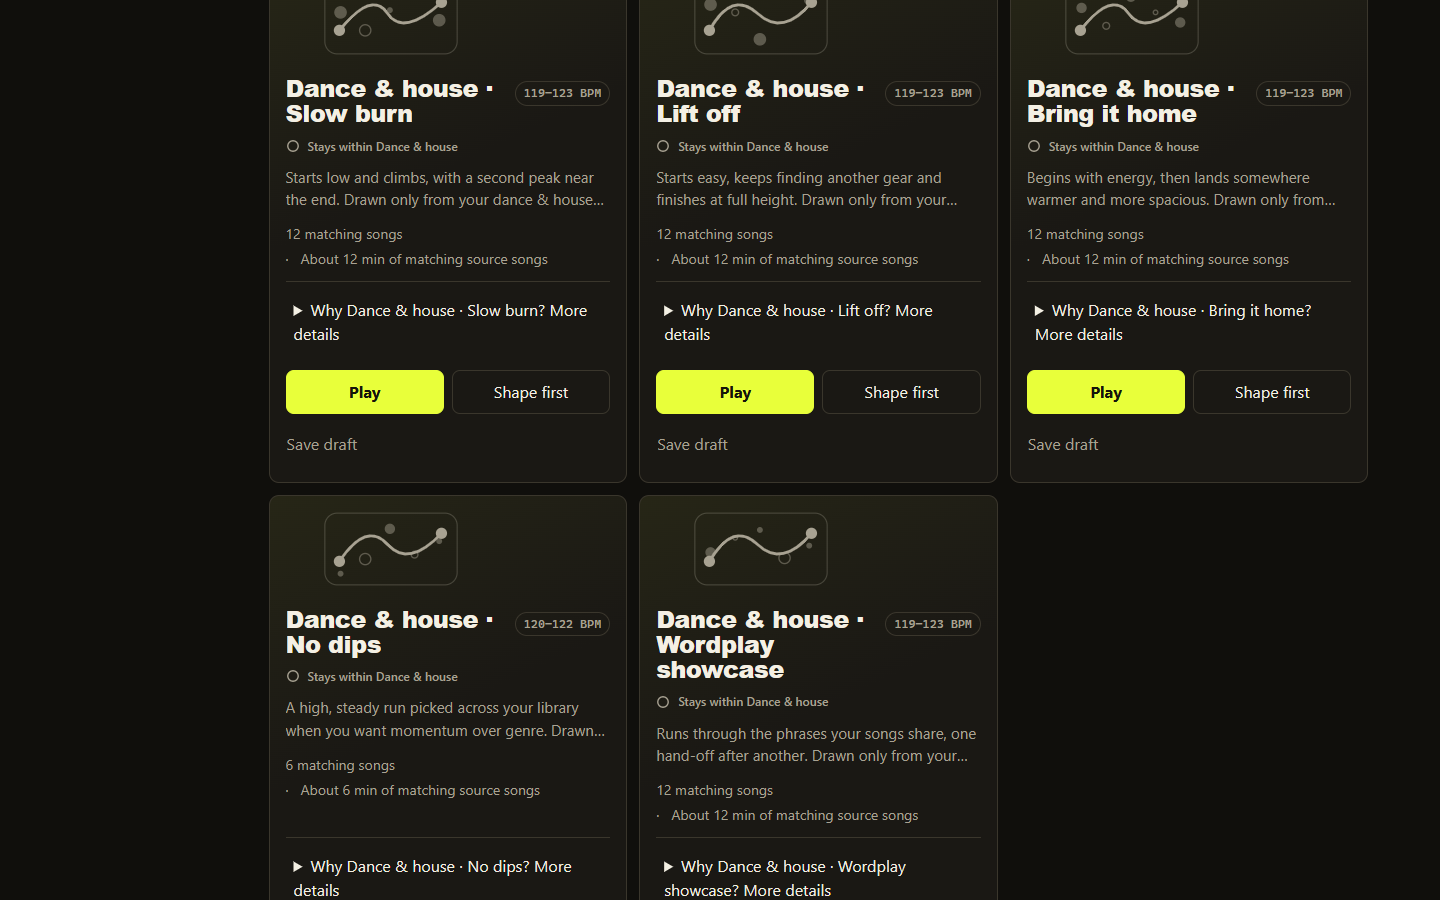 Dance & house ·
Slow burn
119–123 BPM
Stays within Dance & house
Starts low and climbs, with a second peak near
the end. Drawn only from your dance & house...
12 matching songs
· About 12 min of matching source songs
▶ Why Dance & house · Slow burn? More
details
Play
Shape first
Save draft
Dance & house ·
Lift off
119–123 BPM
Stays within Dance & house
Starts easy, keeps finding another gear and
finishes at full height. Drawn only from your...
12 matching songs
· About 12 min of matching source songs
▶ Why Dance & house · Lift off? More
details
Play
Shape first
Save draft
Dance & house ·
Bring it home
119–123 BPM
Stays within Dance & house
Begins with energy, then lands somewhere
warmer and more spacious. Drawn only from...
12 matching songs
· About 12 min of matching source songs
▶ Why Dance & house · Bring it home?
More details
Play
Shape first
Save draft
Dance & house ·
No dips
120–122 BPM
Stays within Dance & house
A high, steady run picked across your library
when you want momentum over genre. Drawn...
6 matching songs
· About 6 min of matching source songs
▶ Why Dance & house · No dips? More
details
Dance & house ·
Wordplay
showcase
119–123 BPM
Stays within Dance & house
Runs through the phrases your songs share, one
hand-off after another. Drawn only from your...
12 matching songs
· About 12 min of matching source songs
▶ Why Dance & house · Wordplay
showcase? More details